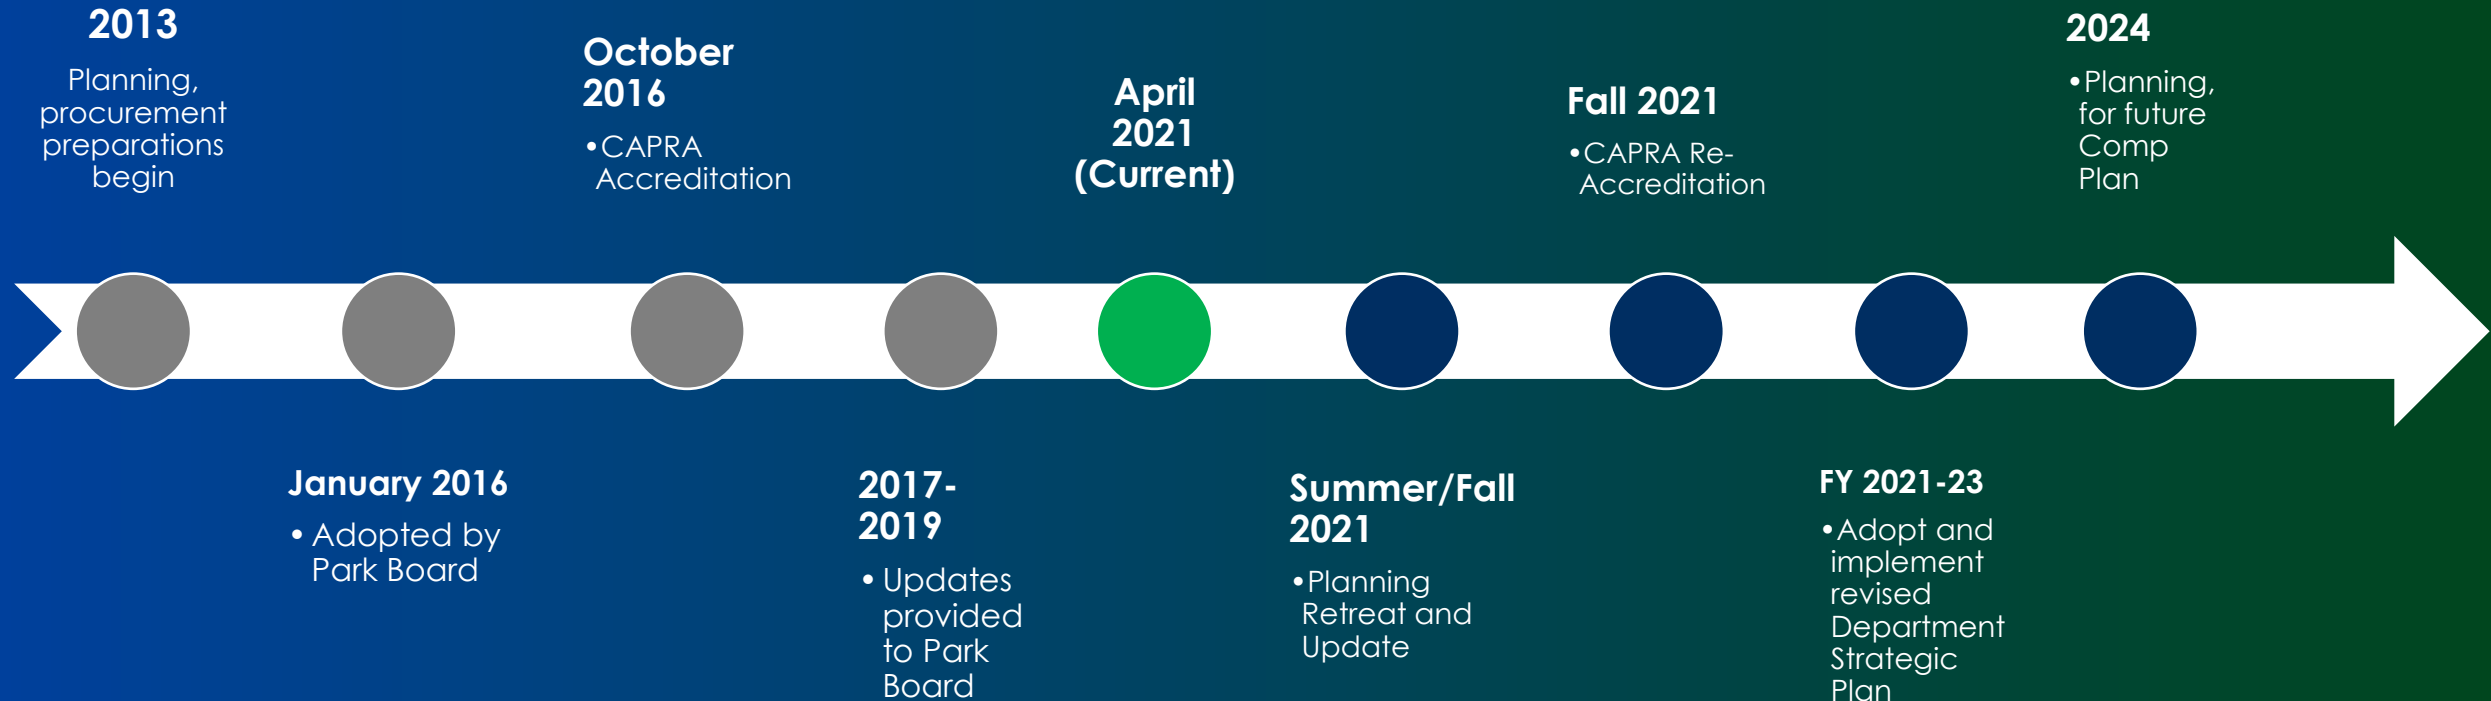 2013
Planning,
procurement
preparations
begin
January 2016
• Adopted by
Park Board
October
2016
•CAPRA
Accreditation
2017-
2019
• Updates
provided
to Park
Board
April
2021
(Current)
Summer/Fall
2021
•Planning
Retreat and
Update
Fall 2021
•CAPRA Re-
Accreditation
FY 2021-23
•Adopt and
implement
revised
Department
Strategic
Plan
2024
•Planning,
for future
Comp
Plan